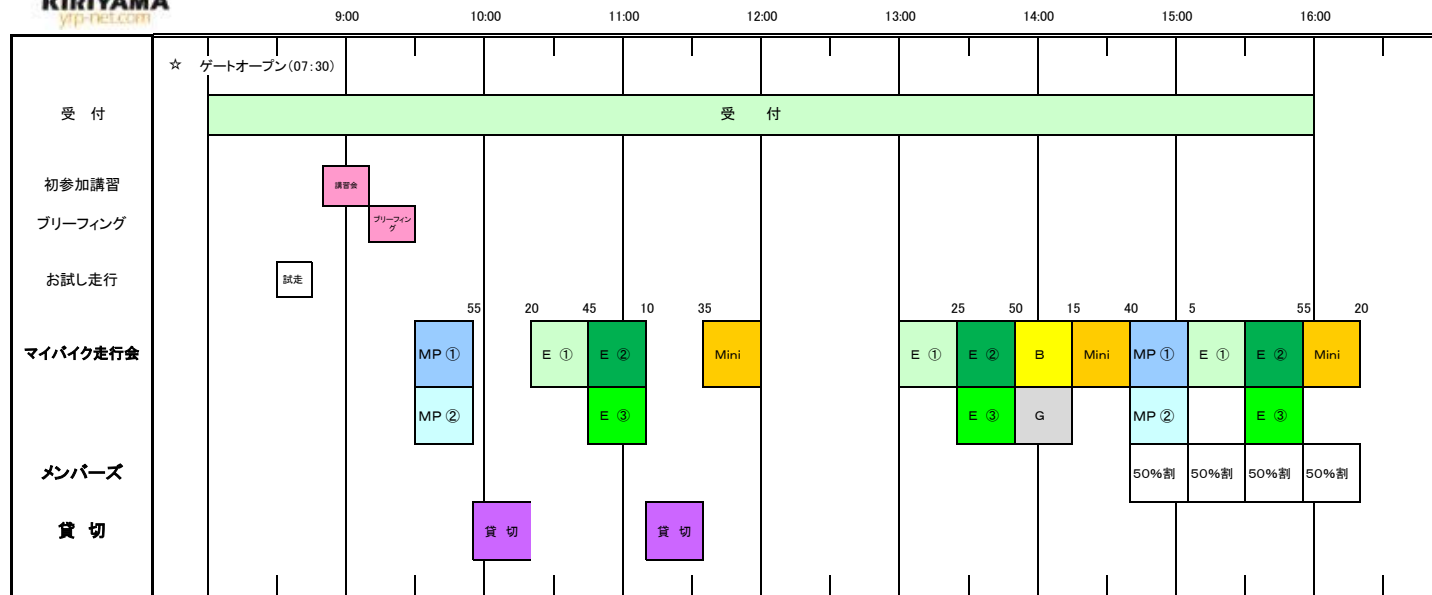 KIRIYAMA
yrp-net.com
9:00 10:00 11:00 12:00 13:00 14:00 15:00 16:00
☆ ゲートオープン(07:30)
受 付 受 付
初参加講習 講習会
ブリーフィング ブリーフィン
グ
お試し走行 試走
55 20 45 10 35 25 50 15 40 5 55 20
マイバイク走行会 MP ① E ① E ② Mini E ① E ② B Mini MP ① E ① E ② Mini
MP ② E ③ E ③ G MP ② E ③
メンバーズ 50%割 50%割 50%割 50%割
貸 切 貸 切 貸 切